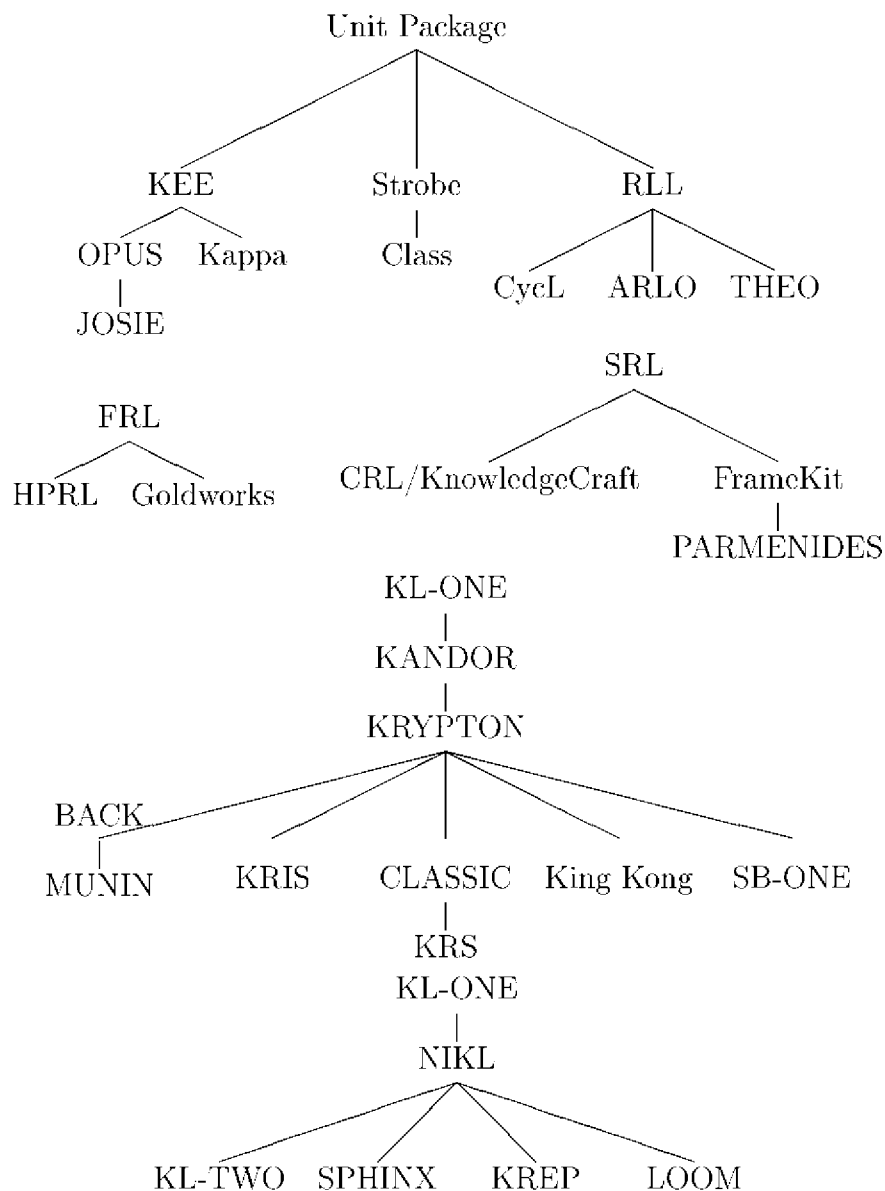 Unit Package
KEE Strobe RLL
OPUS Kappa Class
CycL ARLO THEO
JOSIE
SRL
FRL
CRL/KnowledgeCraft FrameKit
HPRL Goldworks
PARMENIDES
KL-ONE
KANDOR
KRYPTON
BACK
MUNIN KRIS CLASSIC King Kong SB-ONE
KRS
KL-ONE
NIKL
KL-TWO SPHINX KREP LOOM